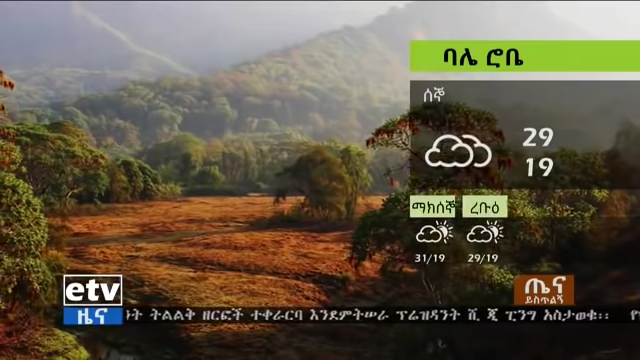 ባሌ ሮቤ
ሰኞ
29
19
ማክሰኞ ረቡዕ
31/19 29/19
ጤና
ይስጥልኝ
etv
ዜና
ትልልቅ ዘርፎች ተቀራርባ እንደምትሠራ ፕሬዝዳንት ሺ ጂ ፒንግ አስታወቁ፡፡